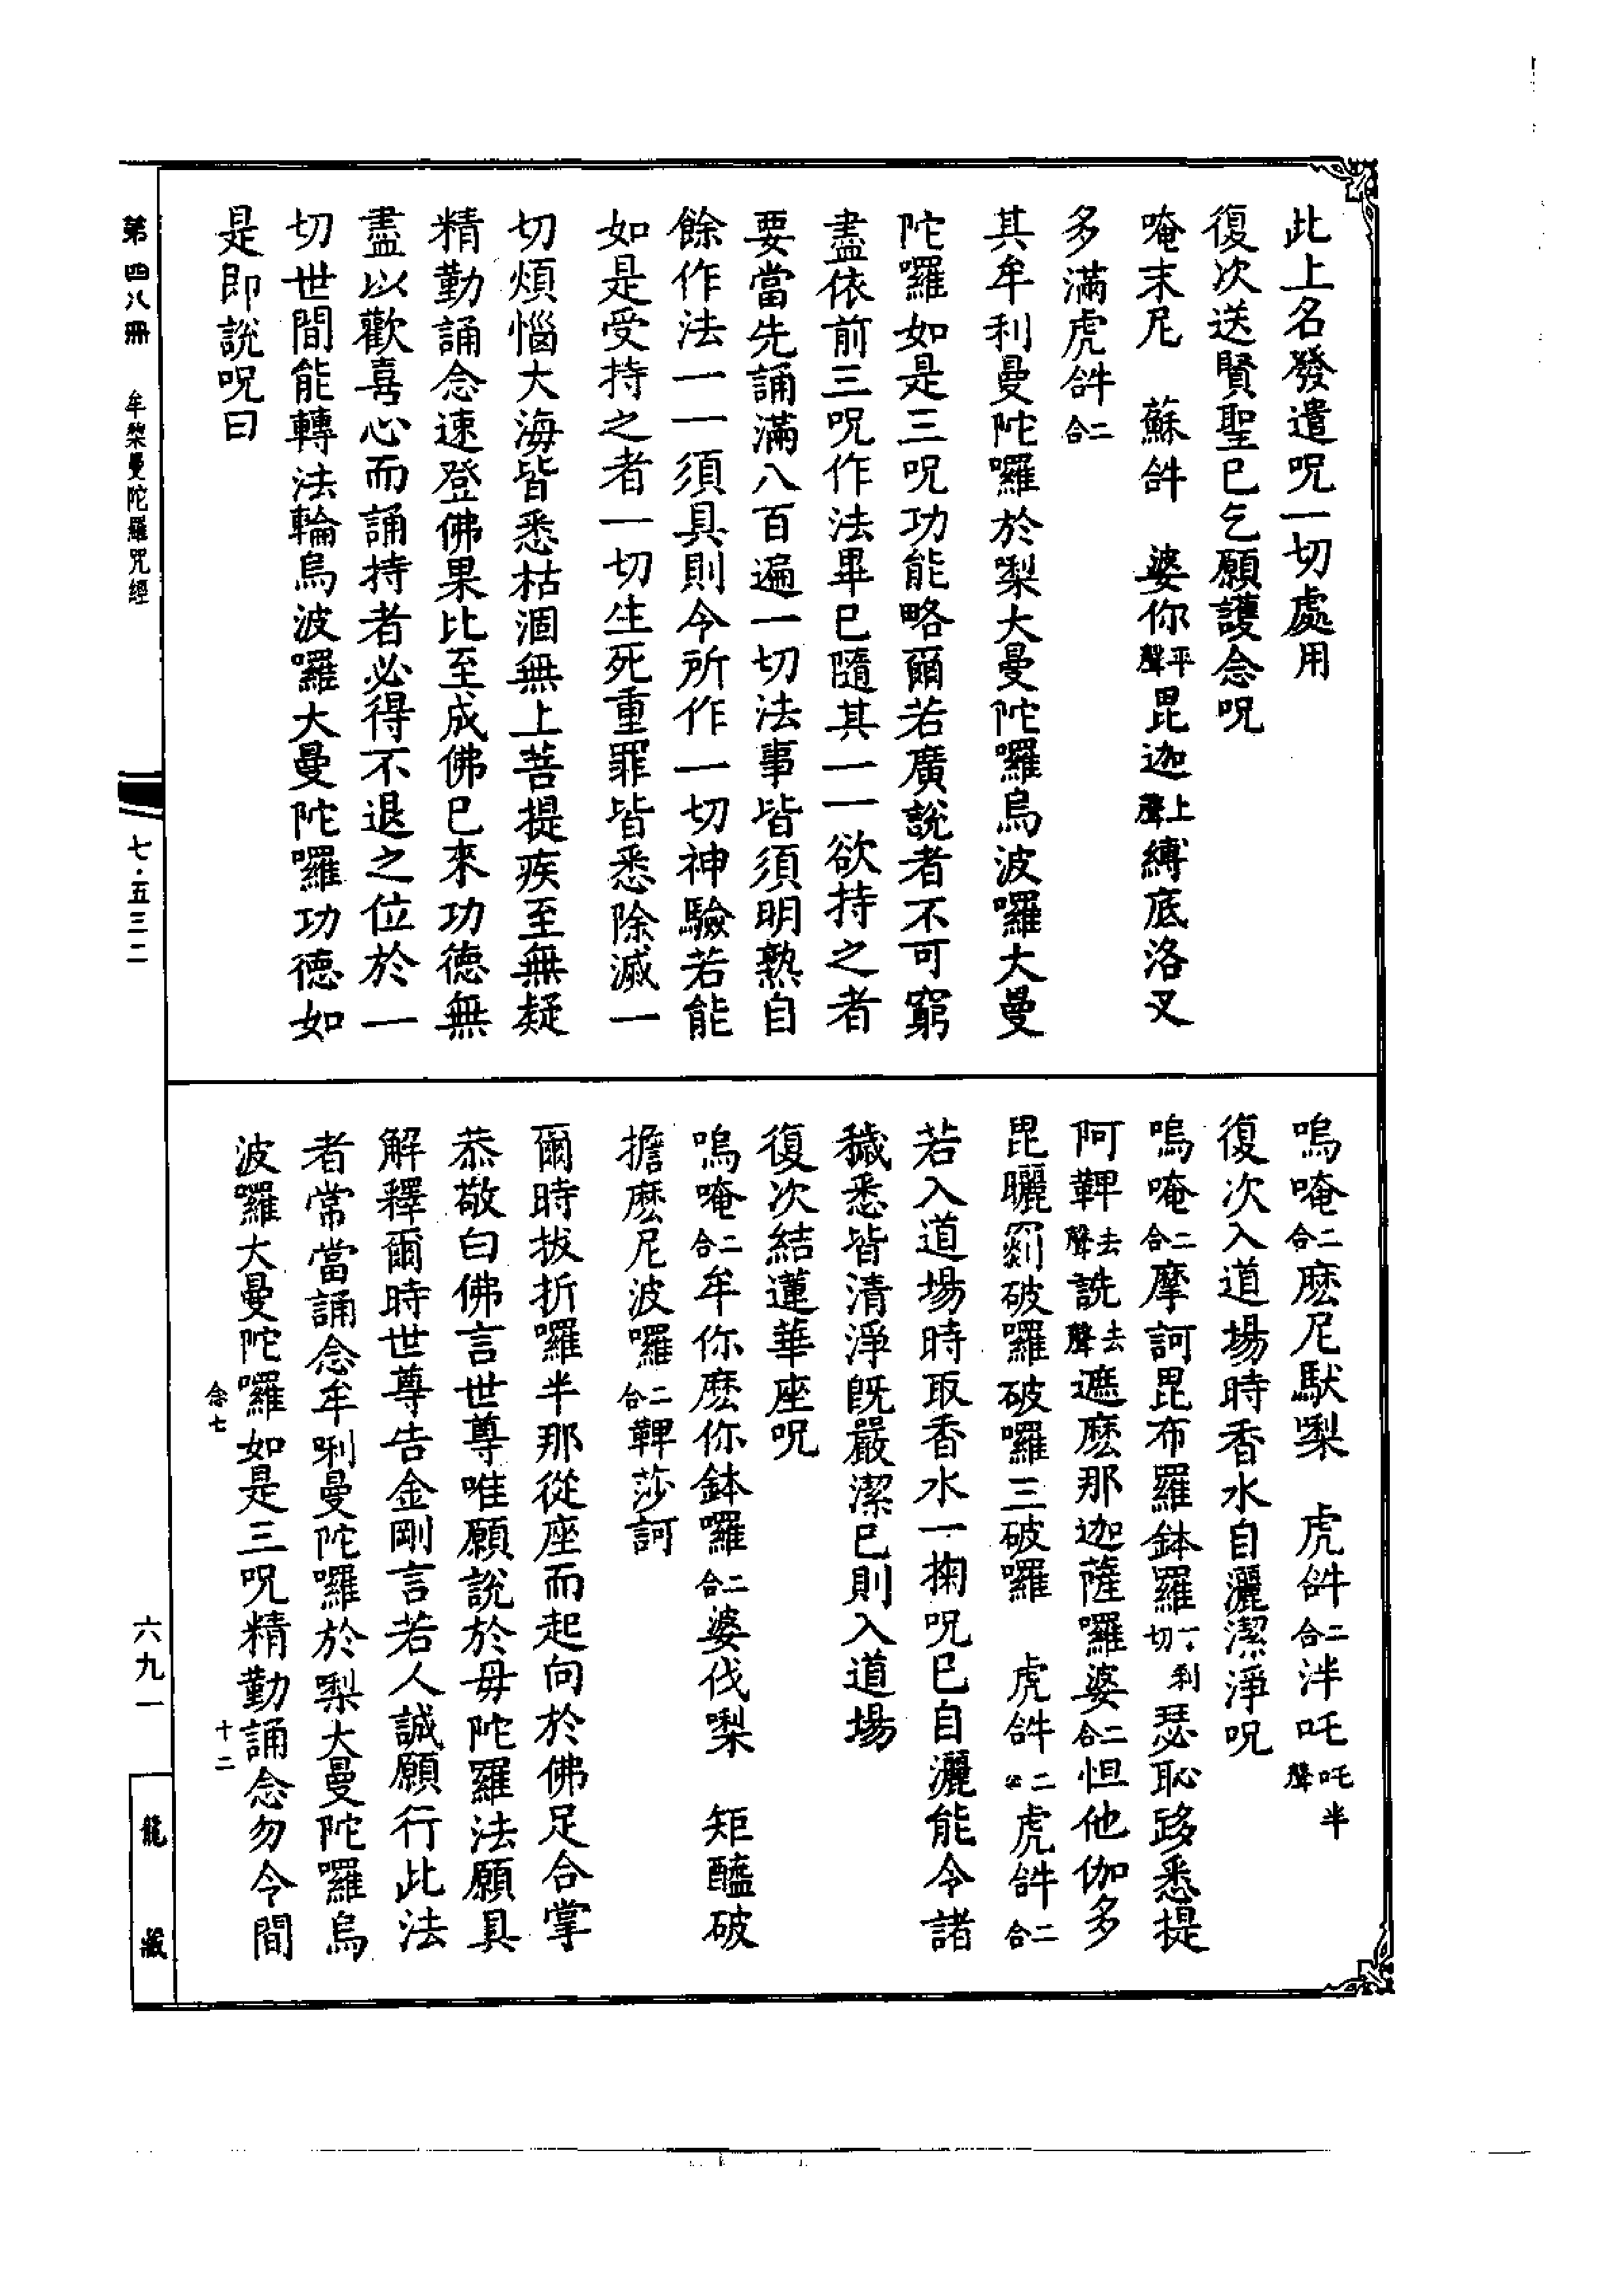 此上名發遣呪一切處用
復次送賢聖已乞願護念呪
唵末尼　蘇𤙖　婆你平聲毘迦上聲縛底洛叉
多滿虎𤙖二合
其牟利曼陀囉於㗚大曼陀囉烏波囉大曼
陀囉如是三呪功能略爾若廣說者不可窮
盡依前三呪作法畢已隨其一一欲持之者
要當先誦滿八百遍一切法事皆須明熟自
餘作法一一須具則令所作一切神驗若能
如是受持之者一切生死重罪皆悉除滅一
切煩惱大海皆悉枯涸無上菩提疾至無疑
精勤誦念速登佛果比至成佛已來功德無
盡以歡喜心而誦持者必得不退之位於一
切世間能轉法輪烏波囉大曼陀囉功德如
是即說呪曰
嗚唵二合麽尼馱㗚　虎𤙖二合泮吒吒半聲
復次入道場時香水自灑潔淨呪
嗚唵二合摩訶毘布羅鉢羅一刹切瑟恥跢悉提
阿鞞去聲詵去聲遮麽那迦薩囉婆二合怛他伽多
毘曬罽破囉破囉三破囉　虎𤙖二合虎𤙖二合
若入道場時取香水一掬呪已自灑能令諸
穢悉皆清淨旣嚴潔已則入道場
復次結蓮華座呪
嗚唵二合牟你麽你鉢囉二合婆伐㗚　矩醯破
擔麽尼波囉二合鞞莎訶
爾時拔折囉半那從座而起向於佛足合掌
恭敬白佛言世尊唯願說於毋陀羅法願具
解釋爾時世尊告金剛言若人誠願行此法
者常當誦念牟唎曼陀囉於㗚大曼陀囉烏
波囉大曼陀囉如是三呪精勤誦念勿令間
念七
十二
第四八冊　牟棃曼陀羅咒經
七·五三二
六九一
龍藏